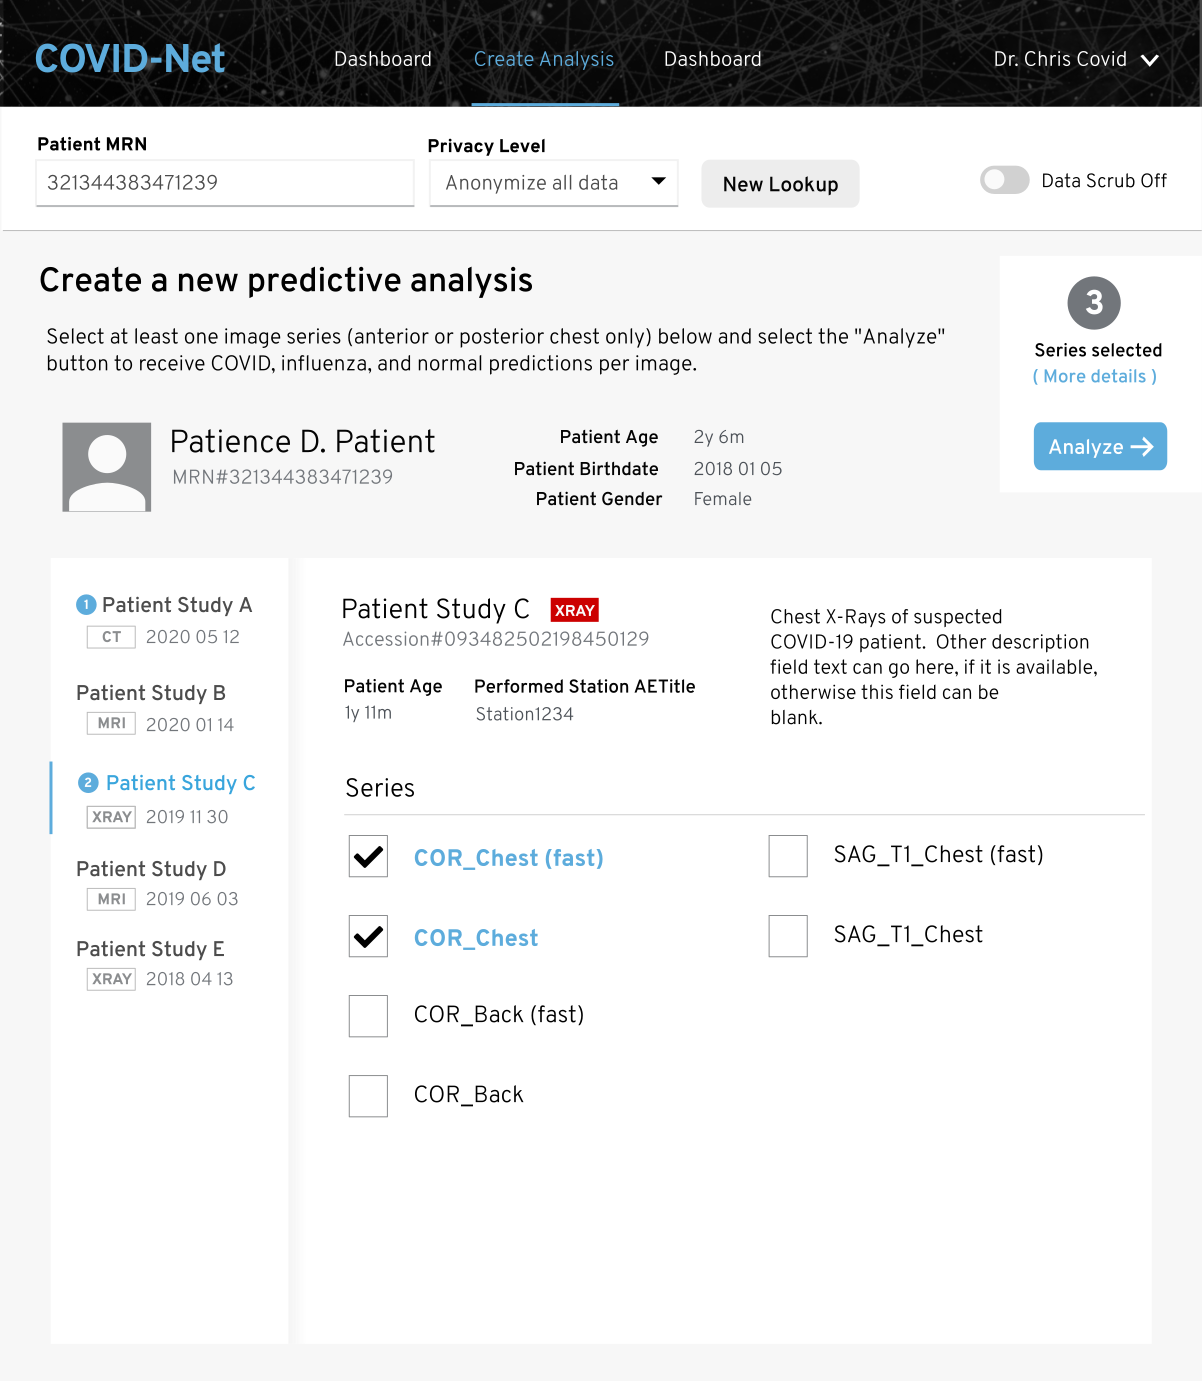 COVID-Net
Dashboard
Create Analysis
Dashboard
Dr. Chris Covid
Patient MRN
321344383471239
Privacy Level
Anonymize all data
New Lookup
Data Scrub Off
Create a new predictive analysis
Select at least one image series (anterior or posterior chest only) below and select the "Analyze"
button to receive COVID, influenza, and normal predictions per image.
3
Series selected
( More details )
Analyze
Patience D. Patient
MRN#321344383471239
Patient Age 2y 6m
Patient Birthdate 2018 01 05
Patient Gender Female
1 Patient Study A
CT 2020 05 12
Patient Study B
MRI 2020 01 14
2 Patient Study C
XRAY 2019 11 30
Patient Study D
MRI 2019 06 03
Patient Study E
XRAY 2018 04 13
Patient Study C XRAY
Accession#093482502198450129
Patient Age
1y 11m
Performed Station AETitle
Station1234
Chest X-Rays of suspected
COVID-19 patient. Other description
field text can go here, if it is available,
otherwise this field can be
blank.
Series
COR_Chest (fast)
COR_Chest
COR_Back (fast)
COR_Back
SAG_T1_Chest (fast)
SAG_T1_Chest